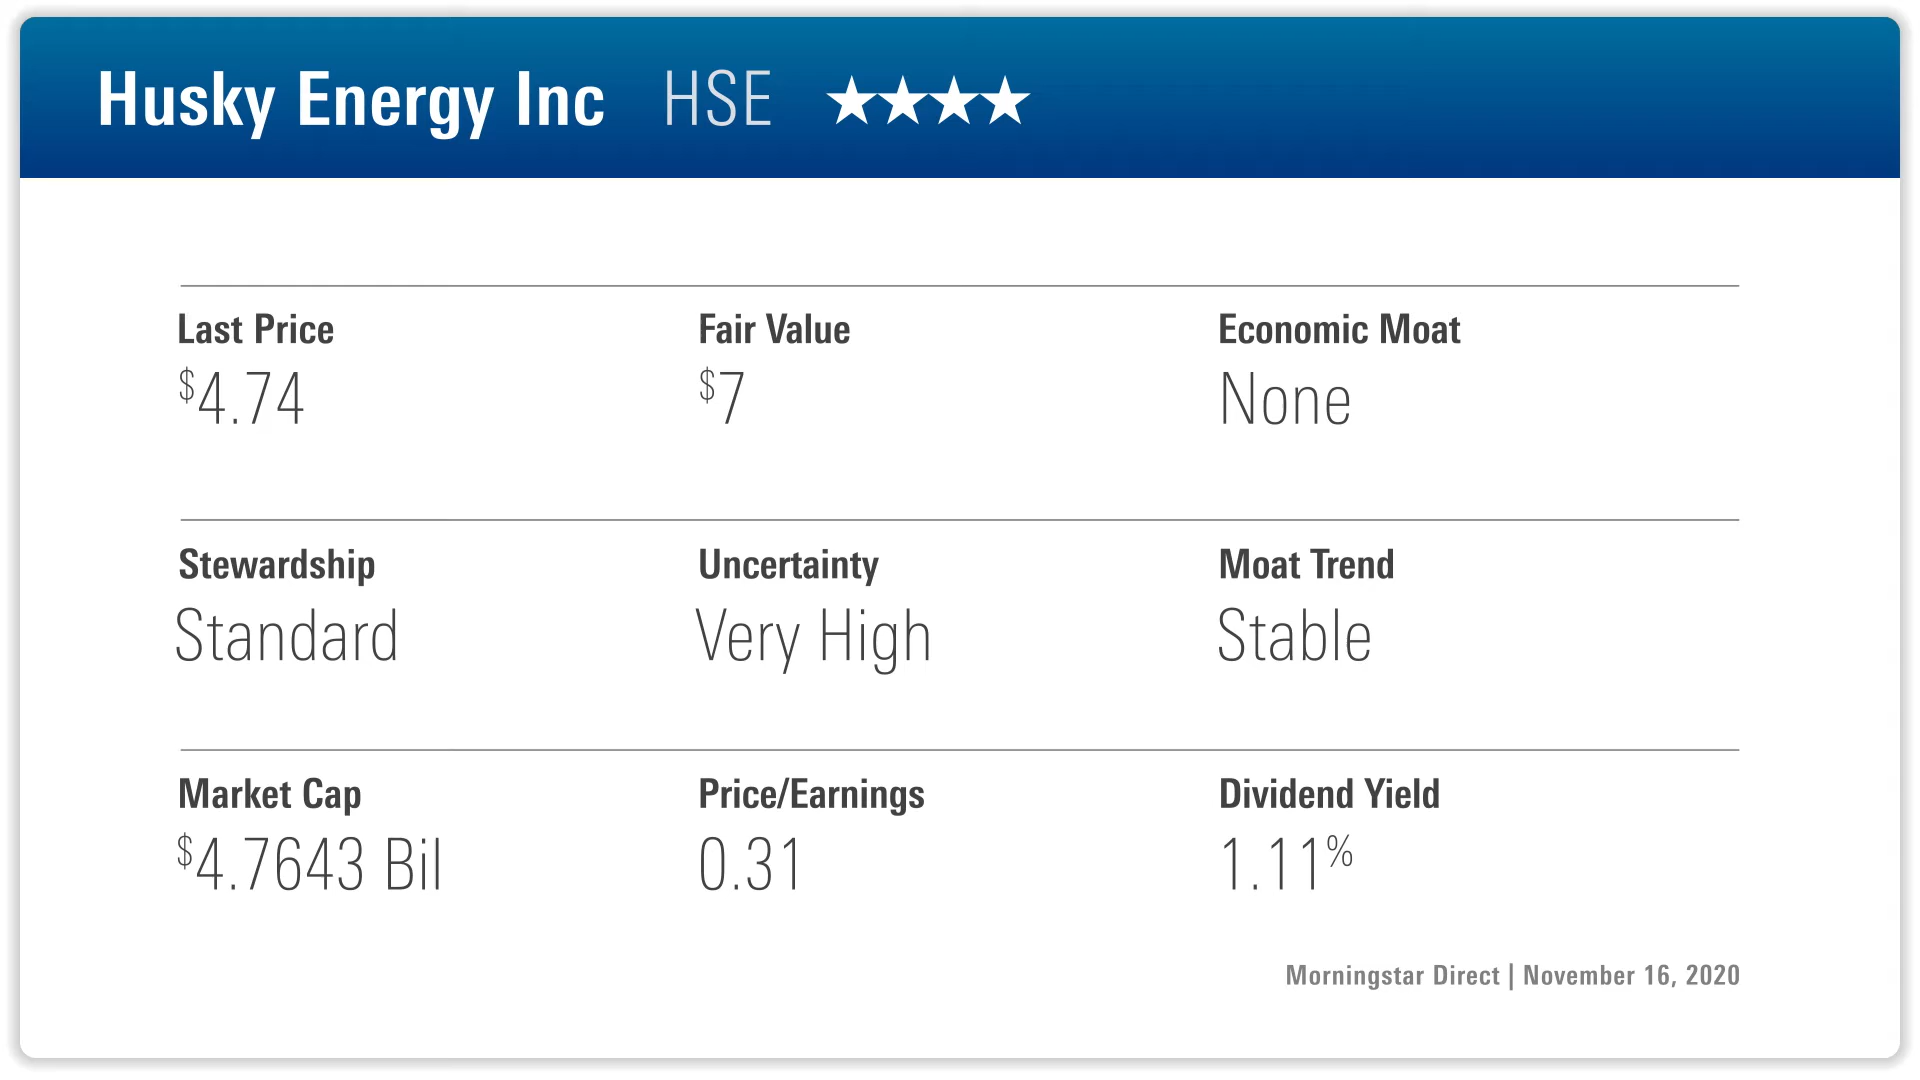 Husky Energy Inc HSE ★★★★
Last Price Fair Value Economic Moat
$4.74 $7 None
Stewardship Uncertainty Moat Trend
Standard Very High Stable
Market Cap Price/Earnings Dividend Yield
$4.7643 Bil 0.31 1.11%
Morningstar Direct | November 16, 2020